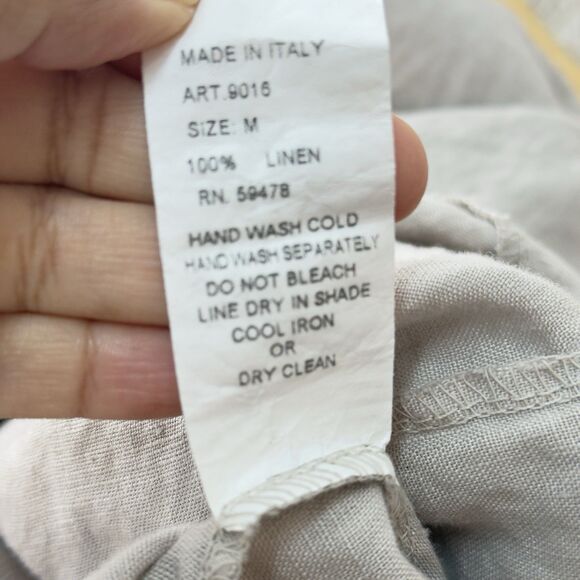 MADE IN ITALY
ART.9016
SIZE: M
100% LINEN
RN. 59478
HAND WASH COLD
HAND WASH SEPARATELY
DO NOT BLEACH
LINE DRY IN SHADE
COOL IRON
OR
DRY CLEAN